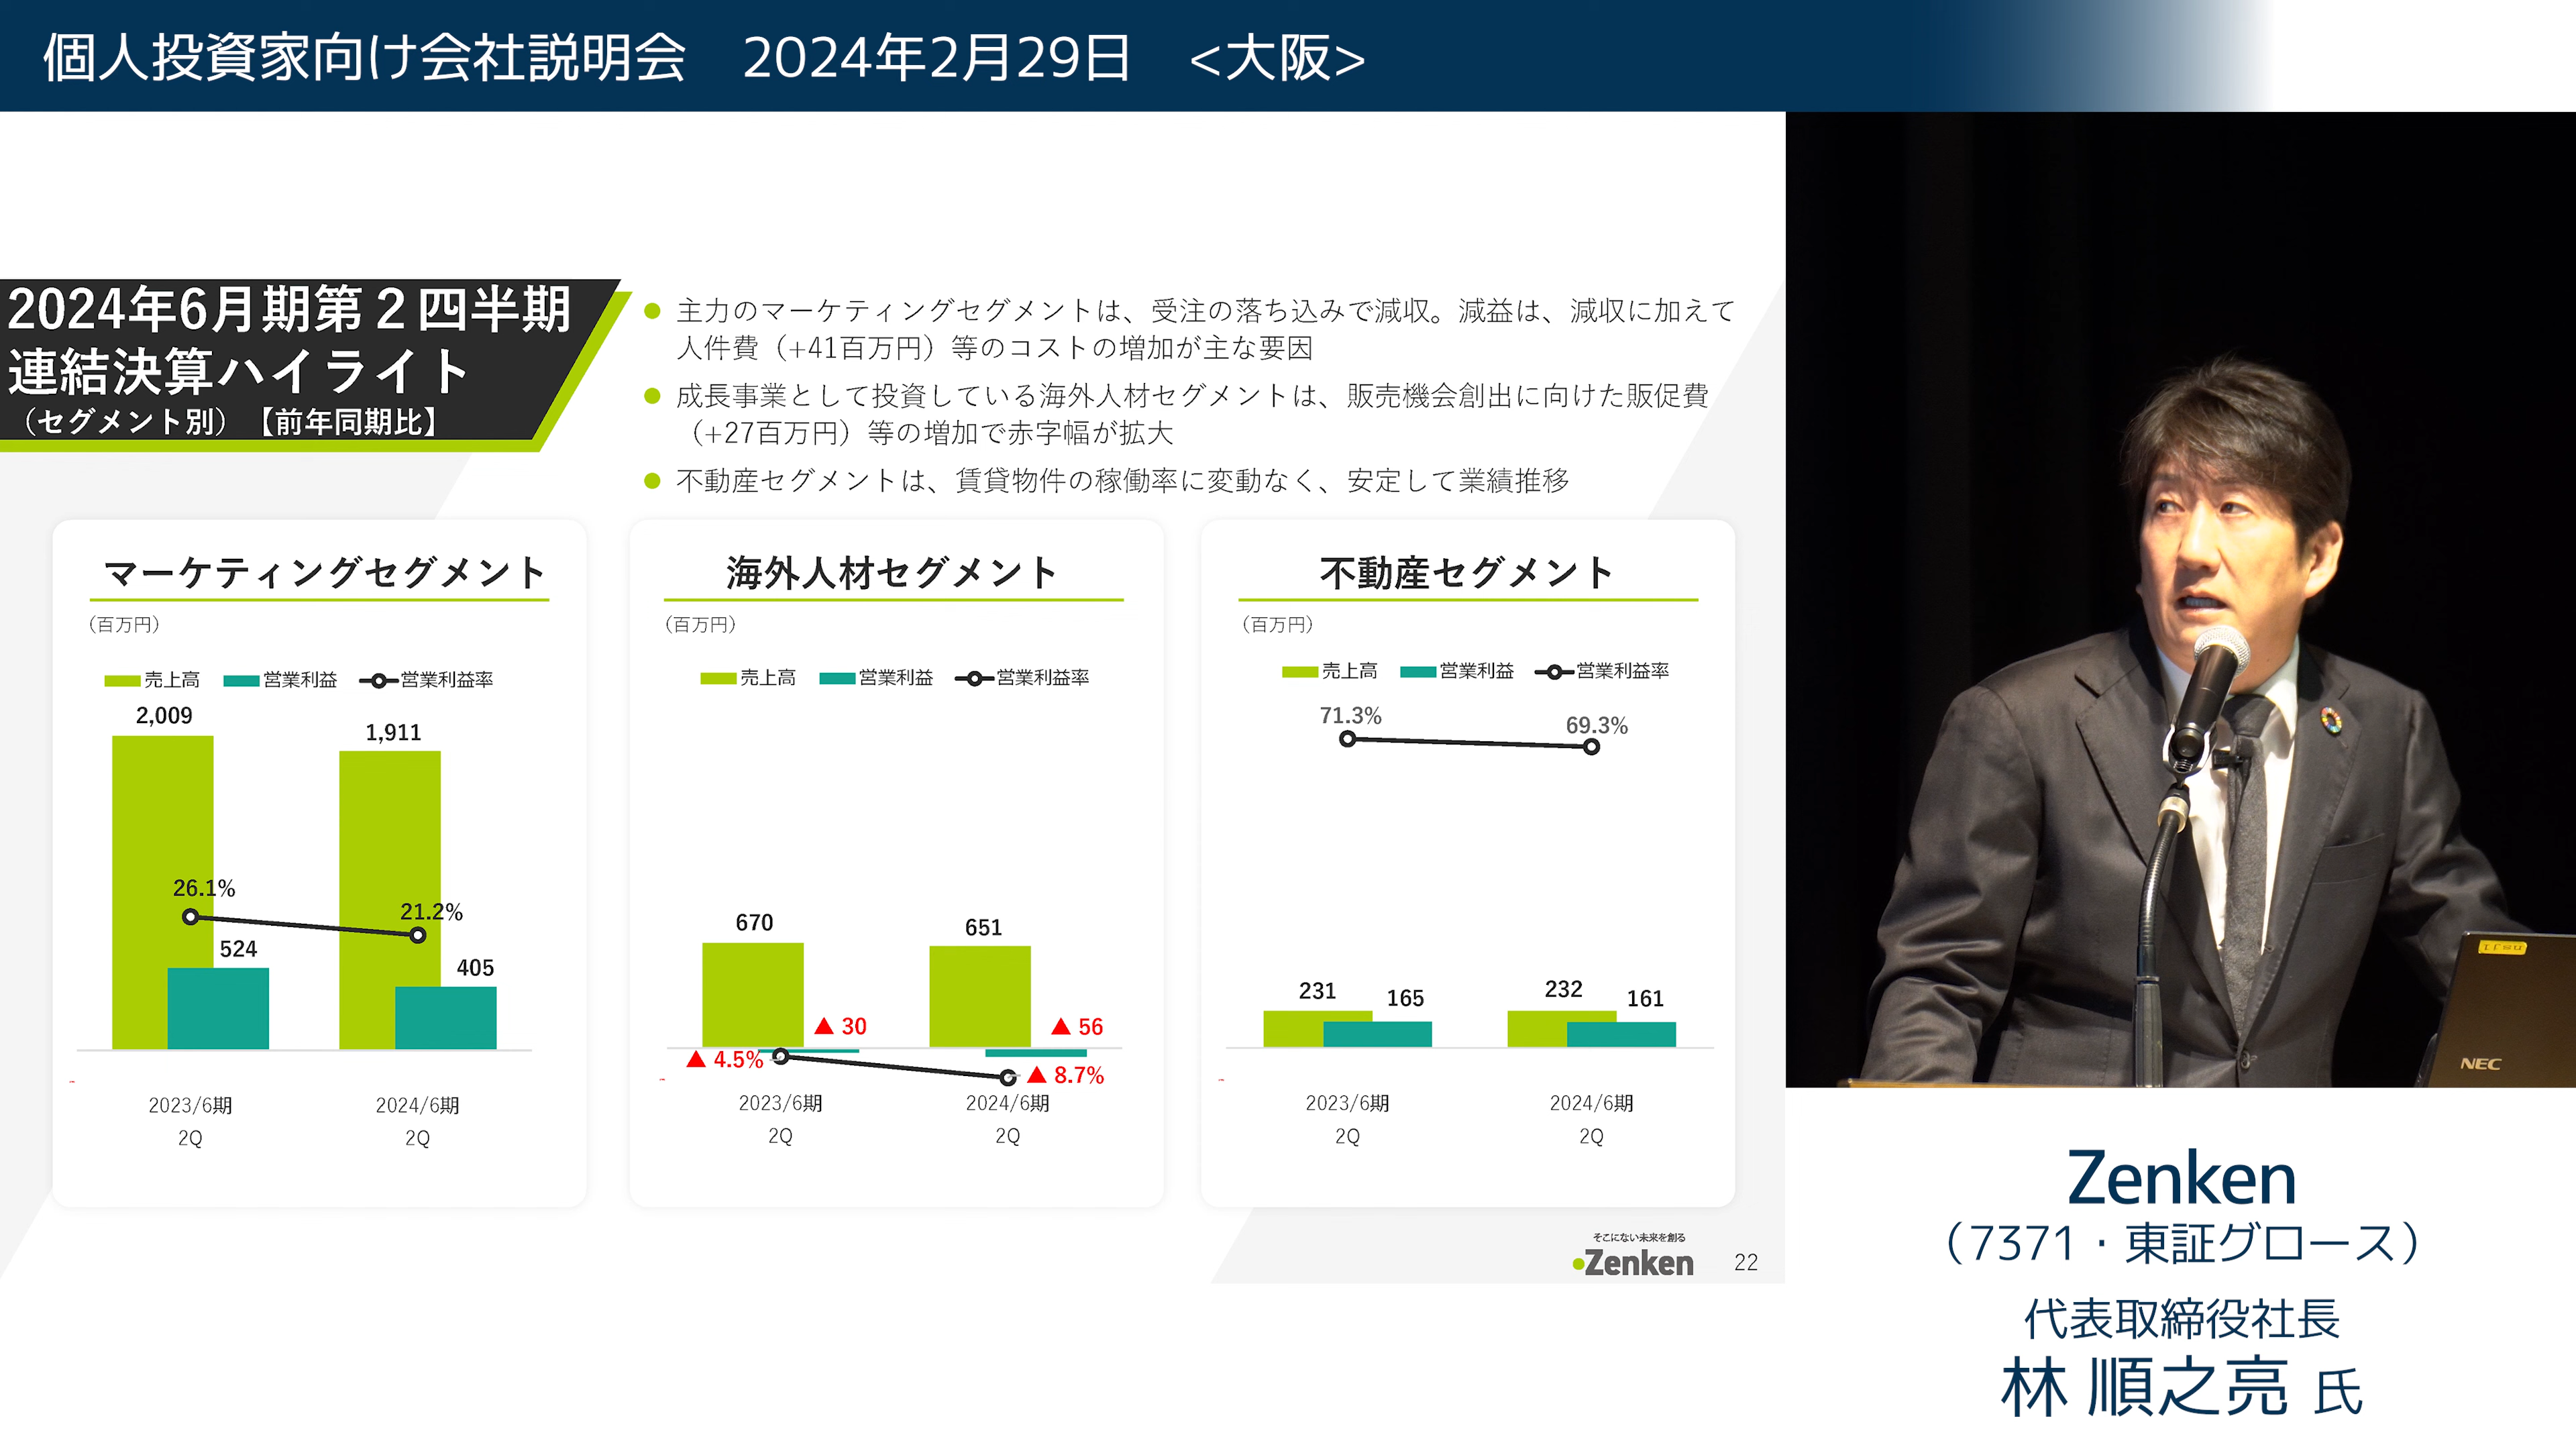 個人投資家向け会社説明会　2024年2月29日　<大阪>
2024年6月期第２四半期
連結決算ハイライト
（セグメント別）【前年同期比】
● 主力のマーケティングセグメントは、受注の落ち込みで減収。減益は、減収に加えて
人件費（+41百万円）等のコストの増加が主な要因
● 成長事業として投資している海外人材セグメントは、販売機会創出に向けた販促費
（+27百万円）等の増加で赤字幅が拡大
● 不動産セグメントは、賃貸物件の稼働率に変動なく、安定して業績推移
マーケティングセグメント
（百万円）
売上高 営業利益 営業利益率
2,009
1,911
26.1%
21.2%
524
405
2023/6期
2Q
2024/6期
2Q
海外人材セグメント
（百万円）
売上高 営業利益 営業利益率
670
651
▲ 30
▲ 56
▲ 4.5%
▲ 8.7%
2023/6期
2Q
2024/6期
2Q
不動産セグメント
（百万円）
売上高 営業利益 営業利益率
71.3%
69.3%
231
165
232
161
2023/6期
2Q
2024/6期
2Q
そこにない未来を創る
Zenken
22
NEC
Zenken
（7371・東証グロース）
代表取締役社長
林 順之亮 氏